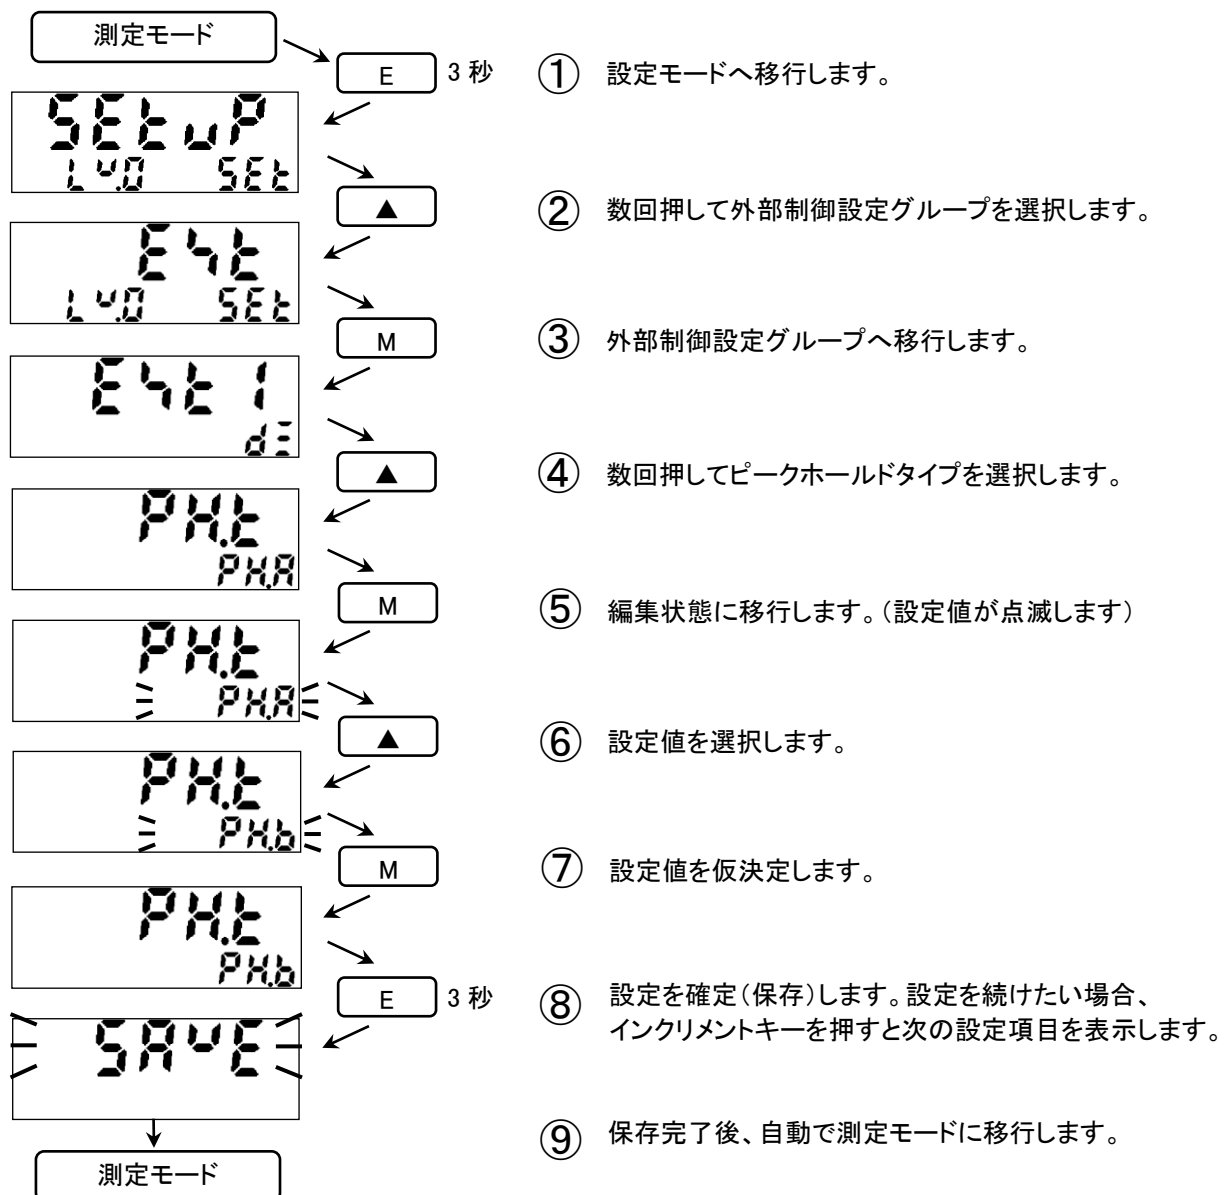 測定モード
E 3 秒
① 設定モードへ移行します。
SEtuP
Lv.0 SEt
▲
② 数回押して外部制御設定グループを選択します。
Lv.0 SEt
M
③ 外部制御設定グループへ移行します。
▲
④ 数回押してピークホールドタイプを選択します。
PH.t
PH.A
M
⑤ 編集状態に移行します。（設定値が点滅します）
PH.t
PH.A
▲
⑥ 設定値を選択します。
PH.t
PH.b
M
⑦ 設定値を仮決定します。
PH.t
PH.b
E 3 秒
⑧ 設定を確定（保存）します。設定を続けたい場合、
インクリメントキーを押すと次の設定項目を表示します。
SAvE
⑨ 保存完了後、自動で測定モードに移行します。
測定モード